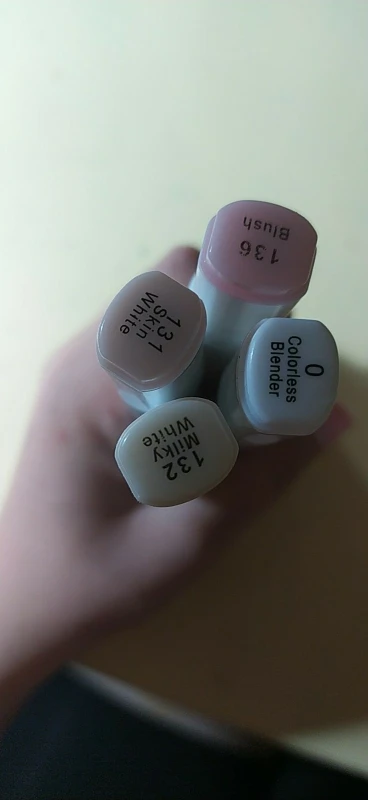 136
Blush
131
Skin
White
0
Colorless
Blender
132
Milky
White